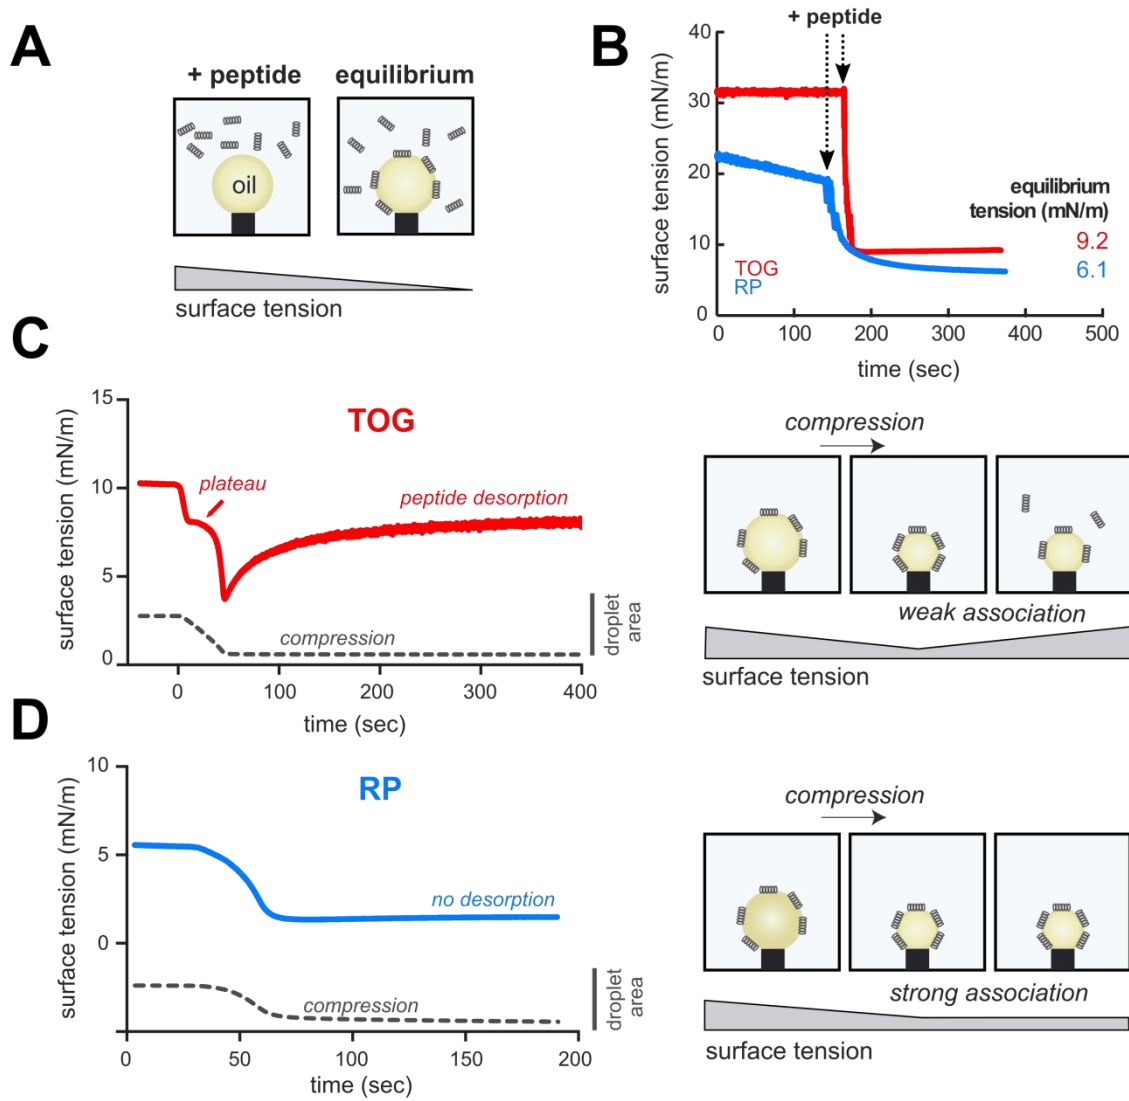 A
+ peptide
equilibrium
oil
surface tension
B
+ peptide
surface tension (mN/m)
40
30
20
10
0
equilibrium
tension (mN/m)
9.2
6.1
TOG
RP
0
100
200
300
400
500
time (sec)
C
surface tension (mN/m)
15
10
5
0
TOG
plateau
peptide desorption
compression
droplet
area
0
100
200
300
400
time (sec)
compression
weak association
surface tension
D
surface tension (mN/m)
10
5
0
RP
no desorption
compression
droplet
area
0
50
100
150
200
time (sec)
compression
strong association
surface tension